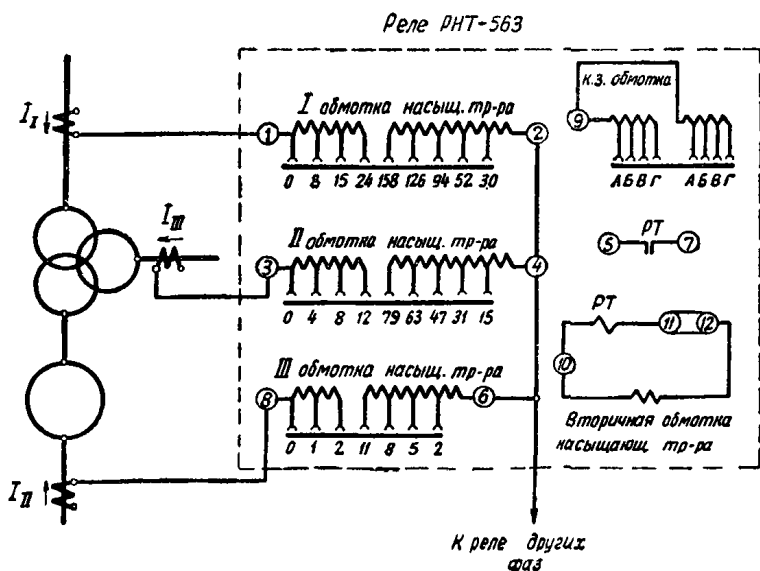 Реле РНТ-563
I обмотка насыщ. тр-ра
к.з. обмотка
I_I
1
2
9
0 8 15 24 158 126 94 52 30
А Б В Г А Б В Г
I_III
II обмотка насыщ. тр-ра
РТ
5
7
3
4
0 4 8 12 79 63 47 31 15
РТ
11
12
III обмотка насыщ. тр-ра
10
8
6
0 1 2 11 8 5 2
Вторичная обмотка
насыщающ тр-ра
I_II
К реле других
фаз